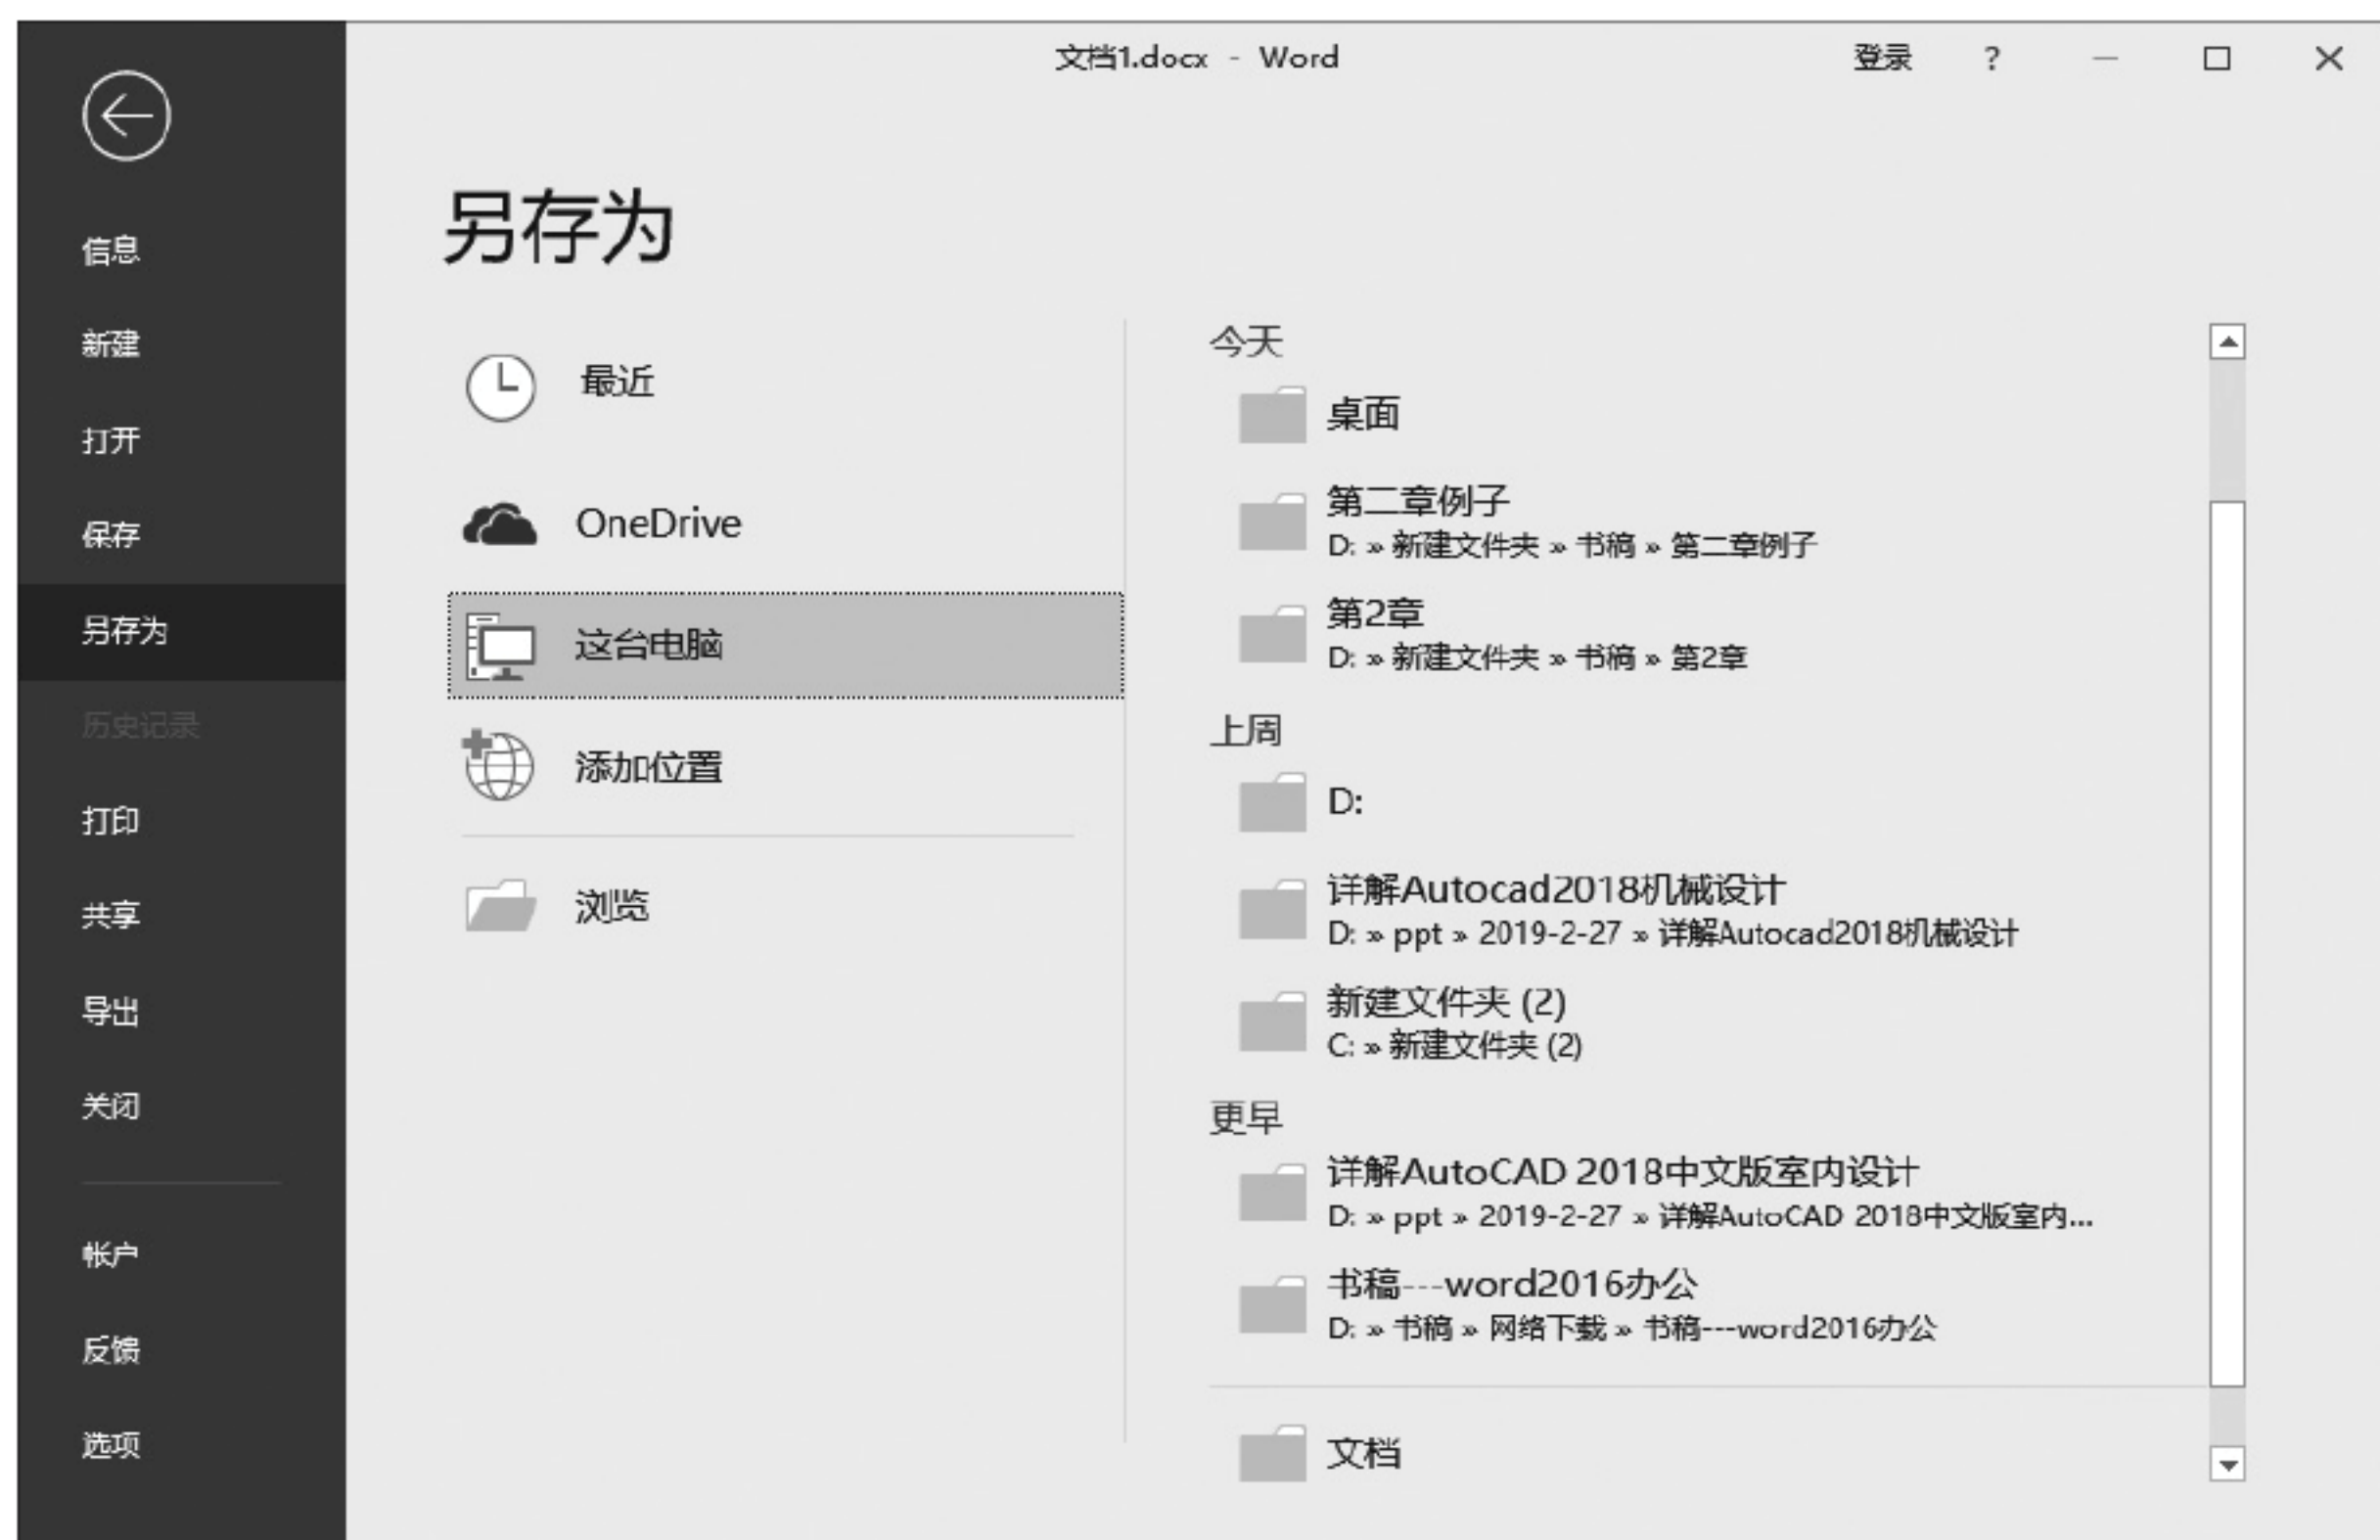 文档1.docx - Word
登录 ?
信息
新建
打开
保存
另存为
历史记录
打印
共享
导出
关闭
帐户
反馈
选项
另存为
最近
OneDrive
这台电脑
添加位置
浏览
今天
桌面
第二章例子
D: » 新建文件夹 » 书稿 » 第二章例子
第2章
D: » 新建文件夹 » 书稿 » 第2章
上周
D:
详解Autocad2018机械设计
D: » ppt » 2019-2-27 » 详解Autocad2018机械设计
新建文件夹 (2)
C: » 新建文件夹 (2)
更早
详解AutoCAD 2018中文版室内设计
D: » ppt » 2019-2-27 » 详解AutoCAD 2018中文版室内...
书稿---word2016办公
D: » 书稿 » 网络下载 » 书稿---word2016办公
文档